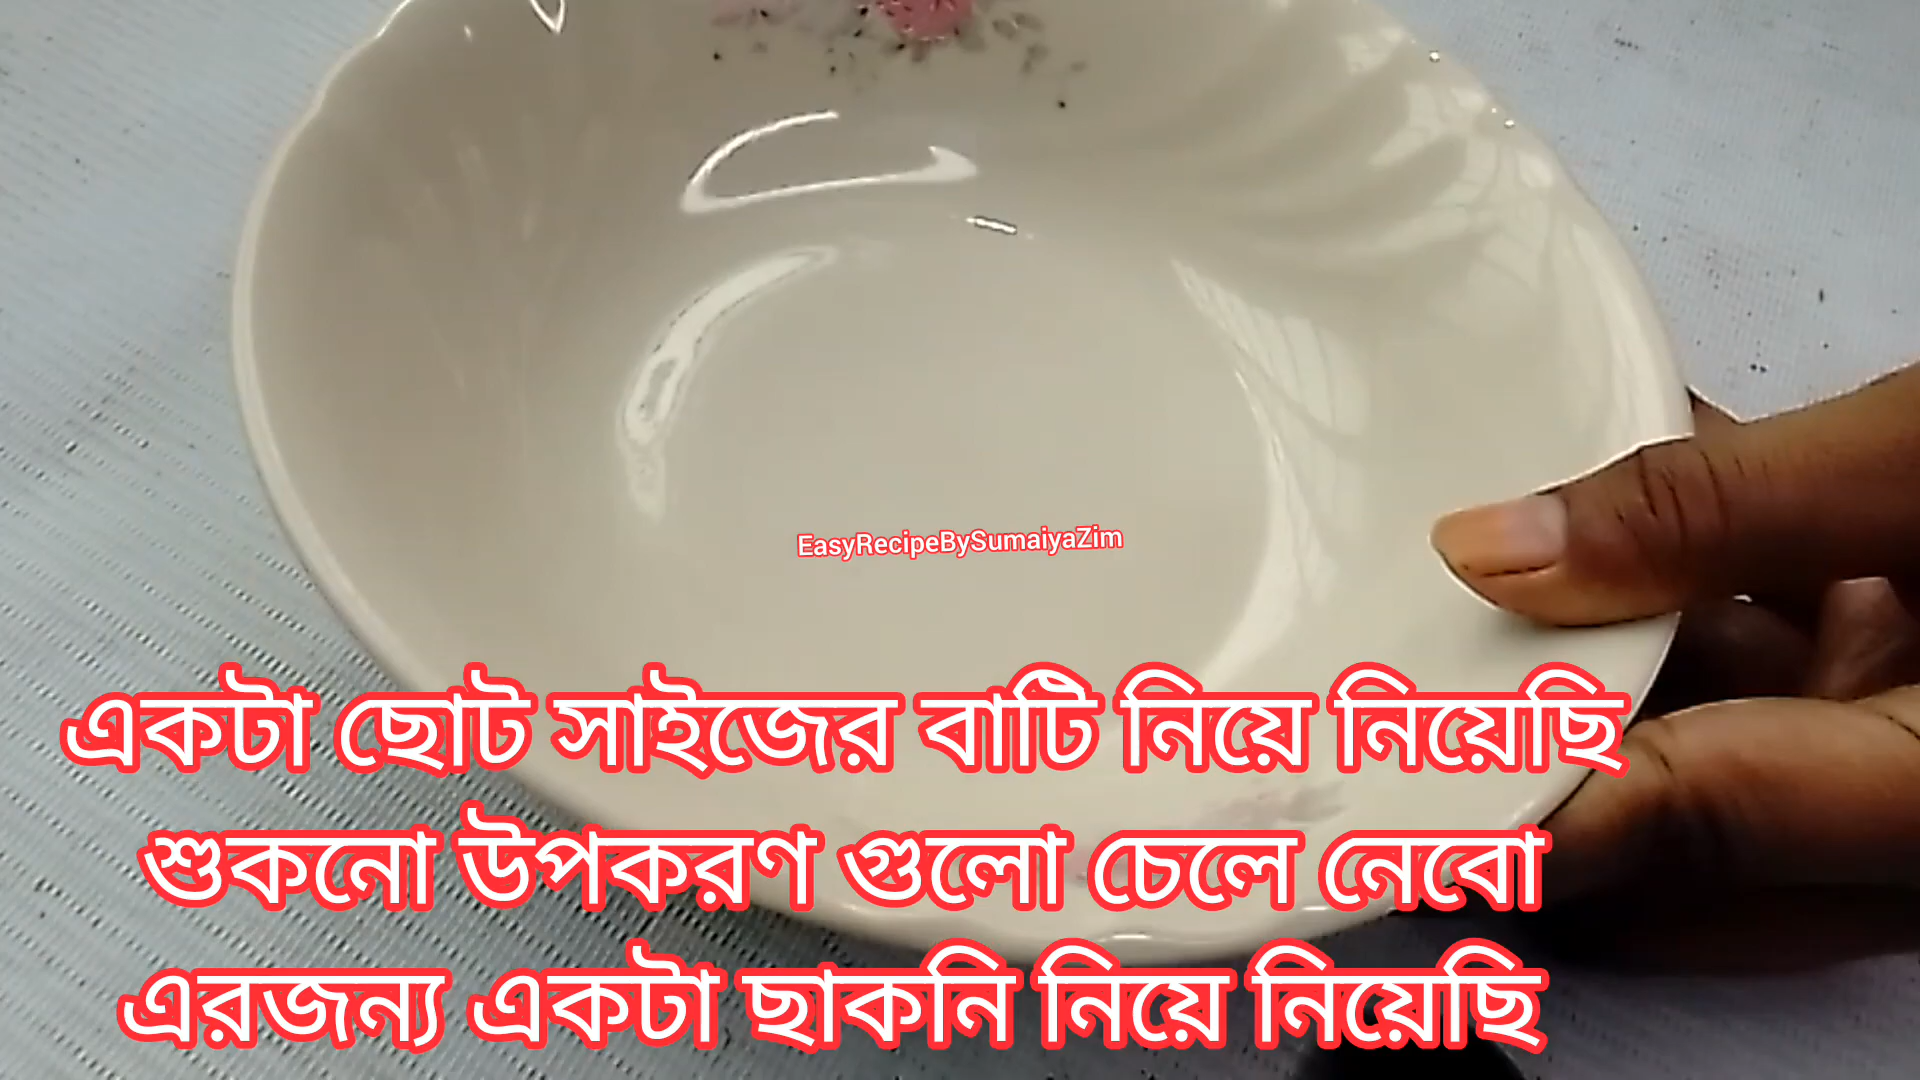 EasyRecipeBySumaiyaZim
একটা ছোট সাইজের বাটি নিয়ে নিয়েছি
শুকনো উপকরণ গুলো চেলে নেবো
এরজন্য একটা ছাকনি নিয়ে নিয়েছি